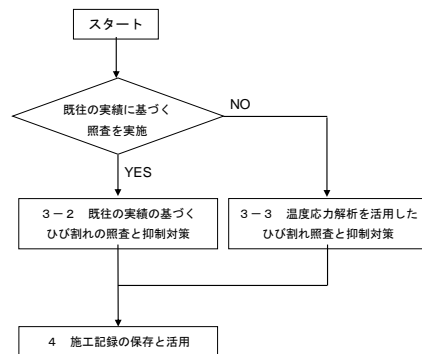 スタート
既往の実績に基づく
照査を実施
NO
YES
３－２　既往の実績の基づく
ひび割れの照査と抑制対策
３－３　温度応力解析を活用した
ひび割れ照査と抑制対策
４　施工記録の保存と活用